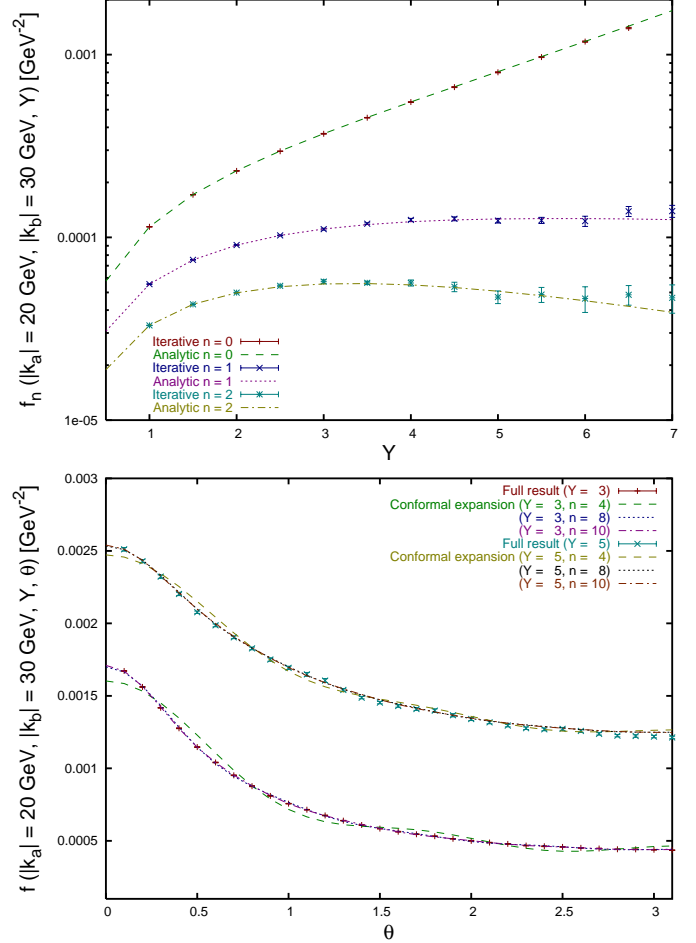 0.001
0.0001
1e-05
f_n (|k_a| = 20 GeV, |k_b| = 30 GeV, Y) [GeV^-2]
Iterative n = 0
Analytic n = 0
Iterative n = 1
Analytic n = 1
Iterative n = 2
Analytic n = 2
1 2 3 4 5 6 7
Y
0.003
0.0025
0.002
0.0015
0.001
0.0005
f (|k_a| = 20 GeV, |k_b| = 30 GeV, Y, θ) [GeV^-2]
Full result (Y = 3)
Conformal expansion (Y = 3, n = 4)
(Y = 3, n = 8)
(Y = 3, n = 10)
Full result (Y = 5)
Conformal expansion (Y = 5, n = 4)
(Y = 5, n = 8)
(Y = 5, n = 10)
0 0.5 1 1.5 2 2.5 3
θ